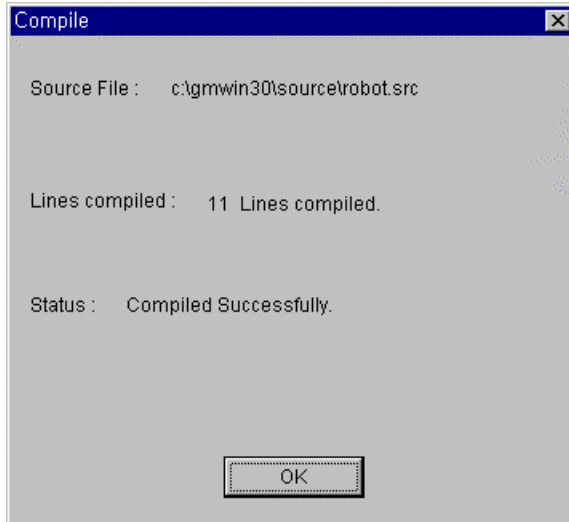 Compile
Source File : c:\gmwin30\source\robot.src
Lines compiled : 11 Lines compiled.
Status : Compiled Successfully.
OK